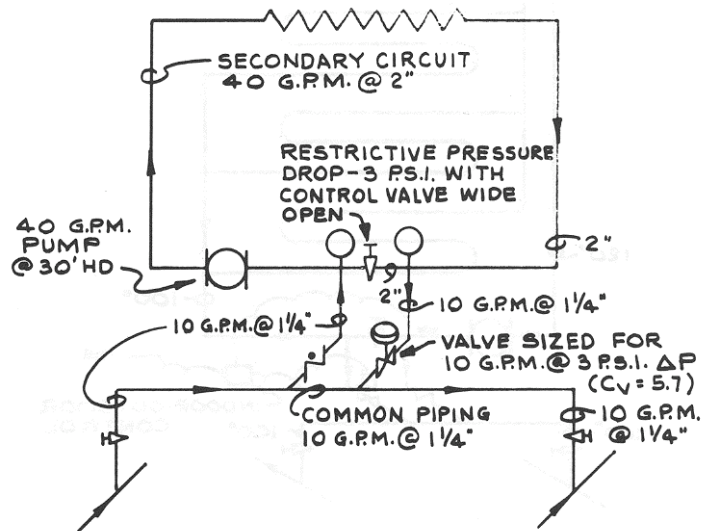 SECONDARY CIRCUIT
40 G.P.M. @ 2"
RESTRICTIVE PRESSURE
DROP-3 P.S.I. WITH
CONTROL VALVE WIDE
OPEN
40 G.P.M.
PUMP
@ 30' HD
2"
2"
10 G.P.M. @ 1¼"
10 G.P.M. @ 1¼"
VALVE SIZED FOR
10 G.P.M. @ 3 P.S.I. ΔP
(CV = 5.7)
COMMON PIPING
10 G.P.M. @ 1¼"
10 G.P.M.
@ 1¼"